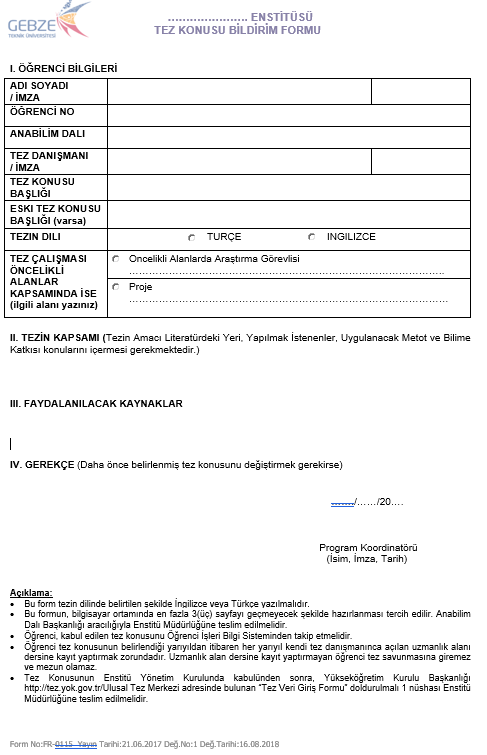 GEBZE
TEKNİK ÜNİVERSİTESİ
...................... ENSTİTÜSÜ
TEZ KONUSU BİLDİRİM FORMU
I. ÖĞRENCİ BİLGİLERİ
ADI SOYADI
/ İMZA
ÖĞRENCİ NO
ANABİLİM DALI
TEZ DANIŞMANI
/ İMZA
TEZ KONUSU
BAŞLIĞI
ESKİ TEZ KONUSU
BAŞLIĞI (varsa)
TEZİN DİLİ
TURÇE
INGILIZCE
TEZ ÇALIŞMASI
ÖNCELİKLİ
ALANLAR
KAPSAMINDA İSE
(ilgili alanı yazınız)
Oncelikli Alanlarda Araştırma Görevlisi
……………………………………………………………………………..
Proje
………………………………………………………………………………
II. TEZİN KAPSAMI (Tezin Amacı Literatürdeki Yeri, Yapılmak İstenenler, Uygulanacak Metot ve Bilime
Katkısı konularını içermesi gerekmektedir.)
III. FAYDALANILACAK KAYNAKLAR
IV. GEREKÇE (Daha önce belirlenmiş tez konusunu değiştirmek gerekirse)
……./……/20….
Program Koordinatörü
(İsim, İmza, Tarih)
Açıklama:
• Bu form tezin dilinde belirtilen şekilde İngilizce veya Türkçe yazılmalıdır.
• Bu formun, bilgisayar ortamında en fazla 3(üç) sayfayı geçmeyecek şekilde hazırlanması tercih edilir. Anabilim
Dalı Başkanlığı aracılığıyla Enstitü Müdürlüğüne teslim edilmelidir.
• Öğrenci, kabul edilen tez konusunu Öğrenci İşleri Bilgi Sisteminden takip etmelidir.
• Öğrenci tez konusunun belirlendiği yarıyıldan itibaren her yarıyıl kendi tez danışmanınca açılan uzmanlık alanı
dersine kayıt yaptırmak zorundadır. Uzmanlık alan dersine kayıt yaptırmayan öğrenci tez savunmasına giremez
ve mezun olamaz.
• Tez Konusunun Enstitü Yönetim Kurulunda kabulünden sonra, Yükseköğretim Kurulu Başkanlığı
http://tez.yok.gov.tr/Ulusal Tez Merkezi adresinde bulunan “Tez Veri Giriş Formu” doldurulmalı 1 nüshası Enstitü
Müdürlüğüne teslim edilmelidir.
Form No:FR-0115 Yayın Tarihi:21.06.2017 Değ.No:1 Değ.Tarihi:16.08.2018